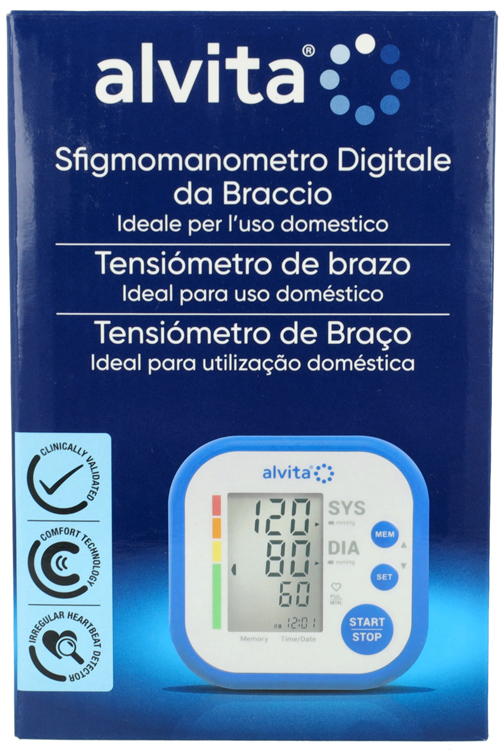 alvita®
Sfigmomanometro Digitale
da Braccio
Ideale per l'uso domestico
Tensiómetro de brazo
Ideal para uso doméstico
Tensiómetro de Braço
Ideal para utilização doméstica
CLINICALLY VALIDATED
COMFORT TECHNOLOGY
IRREGULAR HEARTBEAT DETECTOR
alvita
120 SYS
mmHg
MEM
80 DIA
mmHg
SET
60
12:01
START
STOP
Memory Time/Date